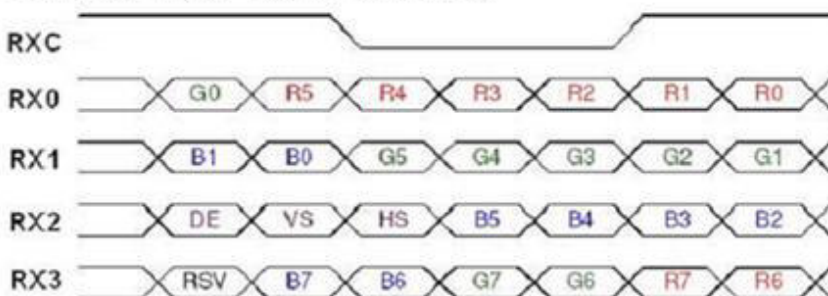 RXC
RX0 G0 R5 R4 R3 R2 R1 R0
RX1 B1 B0 G5 G4 G3 G2 G1
RX2 DE VS HS B5 B4 B3 B2
RX3 RSV B7 B6 G7 G6 R7 R6